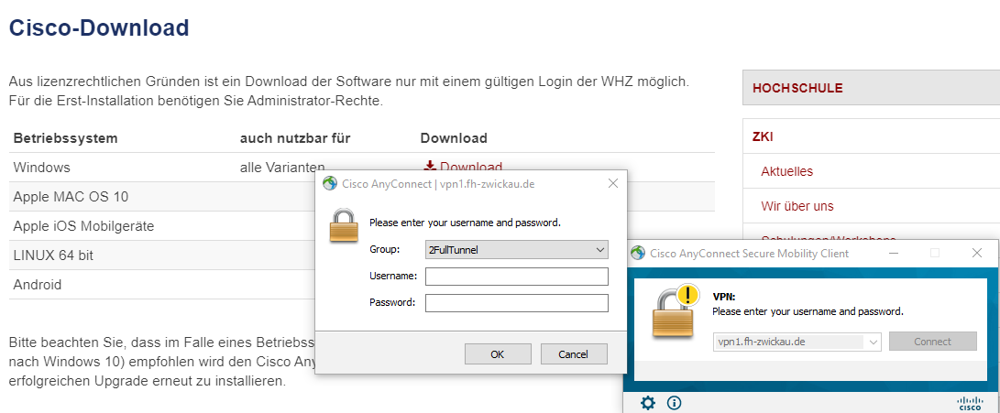 Cisco-Download
Aus lizenzrechtlichen Gründen ist ein Download der Software nur mit einem gültigen Login der WHZ möglich.
Für die Erst-Installation benötigen Sie Administrator-Rechte.
Betriebssystem auch nutzbar für Download
Windows alle Varianten Download
Apple MAC OS 10
Apple iOS Mobilgeräte
LINUX 64 bit
Android
Bitte beachten Sie, dass im Falle eines Betriebss
nach Windows 10) empfohlen wird den Cisco Any
erfolgreichen Upgrade erneut zu installieren.
HOCHSCHULE
ZKI
Aktuelles
Wir über uns
Schulungen/Workshops
Cisco AnyConnect | vpn1.fh-zwickau.de
Please enter your username and password.
Group: 2FullTunnel
Username:
Password:
OK Cancel
Cisco AnyConnect Secure Mobility Client
VPN:
Please enter your username and password.
vpn1.fh-zwickau.de Connect
CISCO